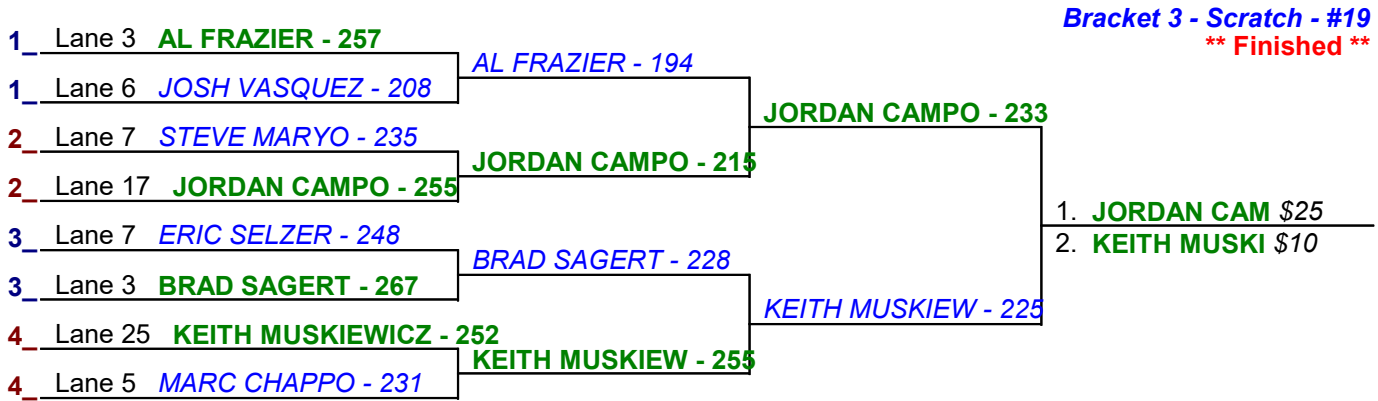 Bracket 3 - Scratch - #19
** Finished **
1_ Lane 3 AL FRAZIER - 257
AL FRAZIER - 194
1_ Lane 6 JOSH VASQUEZ - 208
JORDAN CAMPO - 233
2_ Lane 7 STEVE MARYO - 235
JORDAN CAMPO - 215
2_ Lane 17 JORDAN CAMPO - 255
1. JORDAN CAM $25
3_ Lane 7 ERIC SELZER - 248
2. KEITH MUSKI $10
BRAD SAGERT - 228
3_ Lane 3 BRAD SAGERT - 267
KEITH MUSKIEW - 225
4_ Lane 25 KEITH MUSKIEWICZ - 252
KEITH MUSKIEW - 255
4_ Lane 5 MARC CHAPPO - 231